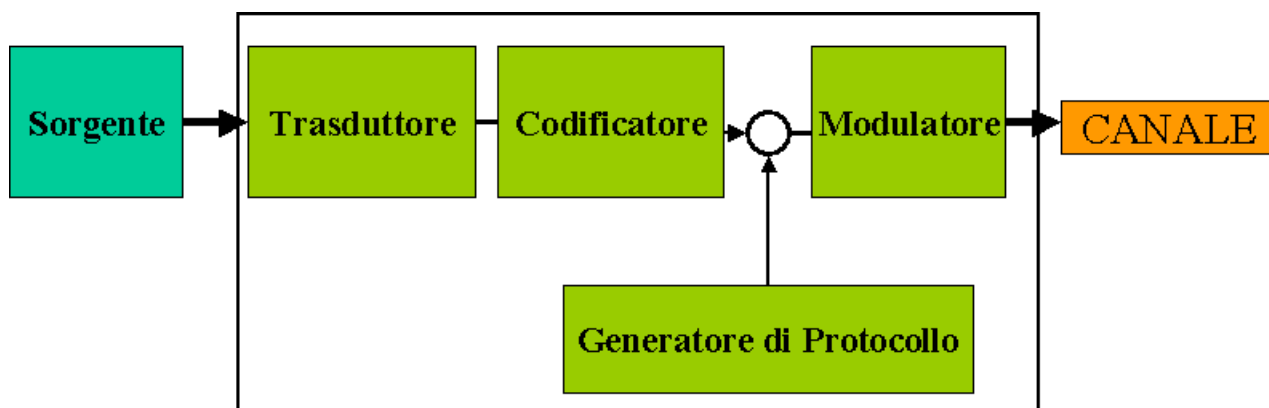 Sorgente
Trasduttore
Codificatore
Modulatore
CANALE
Generatore di Protocollo